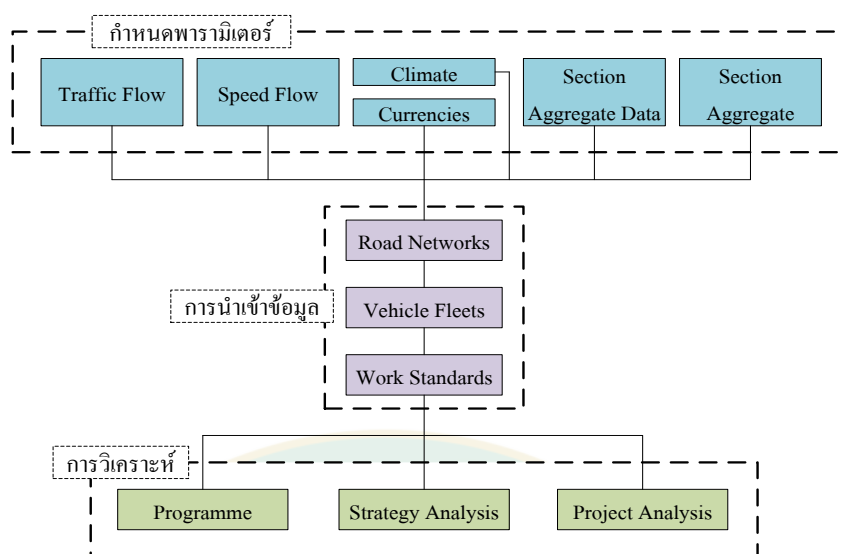 กำหนดพารามิเตอร์
Traffic Flow
Speed Flow
Climate
Currencies
Section
Aggregate Data
Section
Aggregate
Road Networks
การนำเข้าข้อมูล
Vehicle Fleets
Work Standards
การวิเคราะห์
Programme
Strategy Analysis
Project Analysis